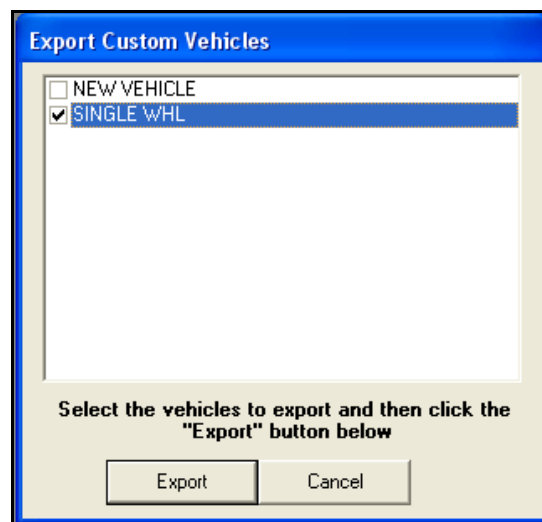 Export Custom Vehicles
NEW VEHICLE
SINGLE WHL
Select the vehicles to export and then click the
"Export" button below
Export
Cancel